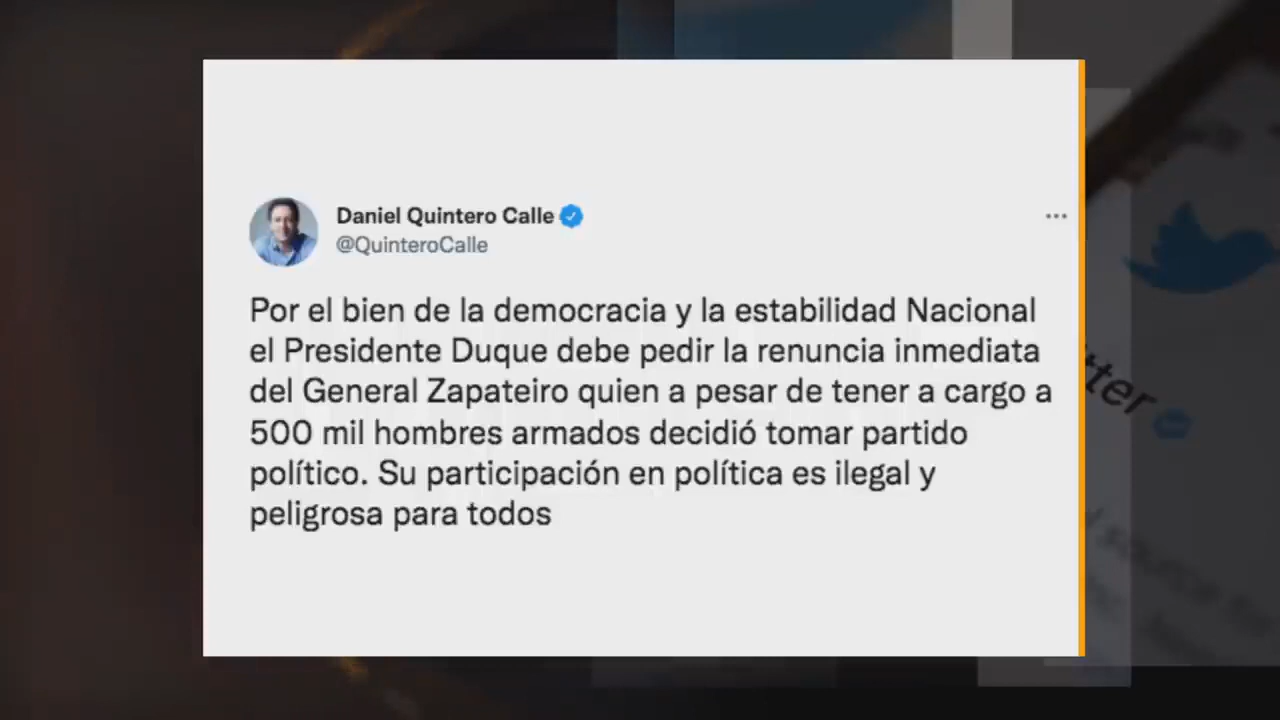 Daniel Quintero Calle
@QuinteroCalle
Por el bien de la democracia y la estabilidad Nacional
el Presidente Duque debe pedir la renuncia inmediata
del General Zapateiro quien a pesar de tener a cargo a
500 mil hombres armados decidió tomar partido
político. Su participación en política es ilegal y
peligrosa para todos